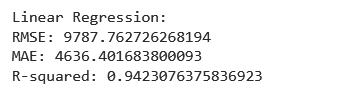 Linear Regression:
RMSE: 9787.762726268194
MAE: 4636.401683800093
R-squared: 0.9423076375836923